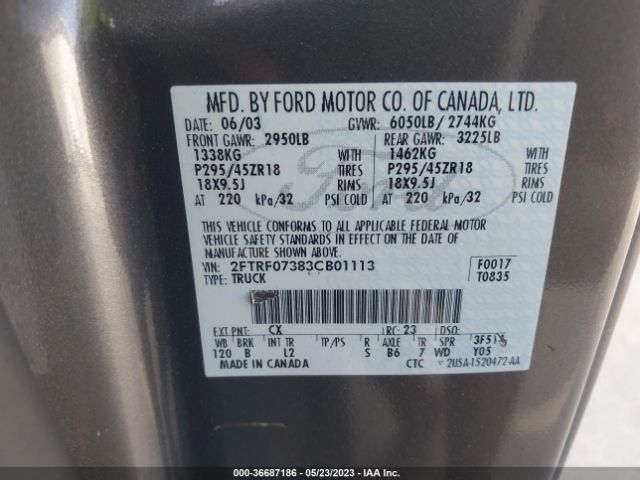 MFD. BY FORD MOTOR CO. OF CANADA, LTD.
DATE: 06/03 GVWR: 6050LB/ 2744KG
FRONT GAWR: 2950LB REAR GAWR: 3225LB
1338KG WITH 1462KG WITH
P295/45ZR18 TIRES P295/45ZR18 TIRES
18X9.5J RIMS 18X9.5J RIMS
AT 220 kPa/32 PSI COLD AT 220 kPa/32 PSI COLD
THIS VEHICLE CONFORMS TO ALL APPLICABLE FEDERAL MOTOR
VEHICLE SAFETY STANDARDS IN EFFECT ON THE DATE OF
MANUFACTURE SHOWN ABOVE.
VIN: 2FTRF07383CB01113 F0017
TYPE: TRUCK T0835
EXT PNT: CX RC: 23 DSO:
WB BRK INT TR TP/PS R AXLE TR SPR
120 B L2 S B6 7 WD Y05
MADE IN CANADA CTC 2U5A-1520472-AA
Ford
000-36687186 - 05/23/2023 - IAA Inc.